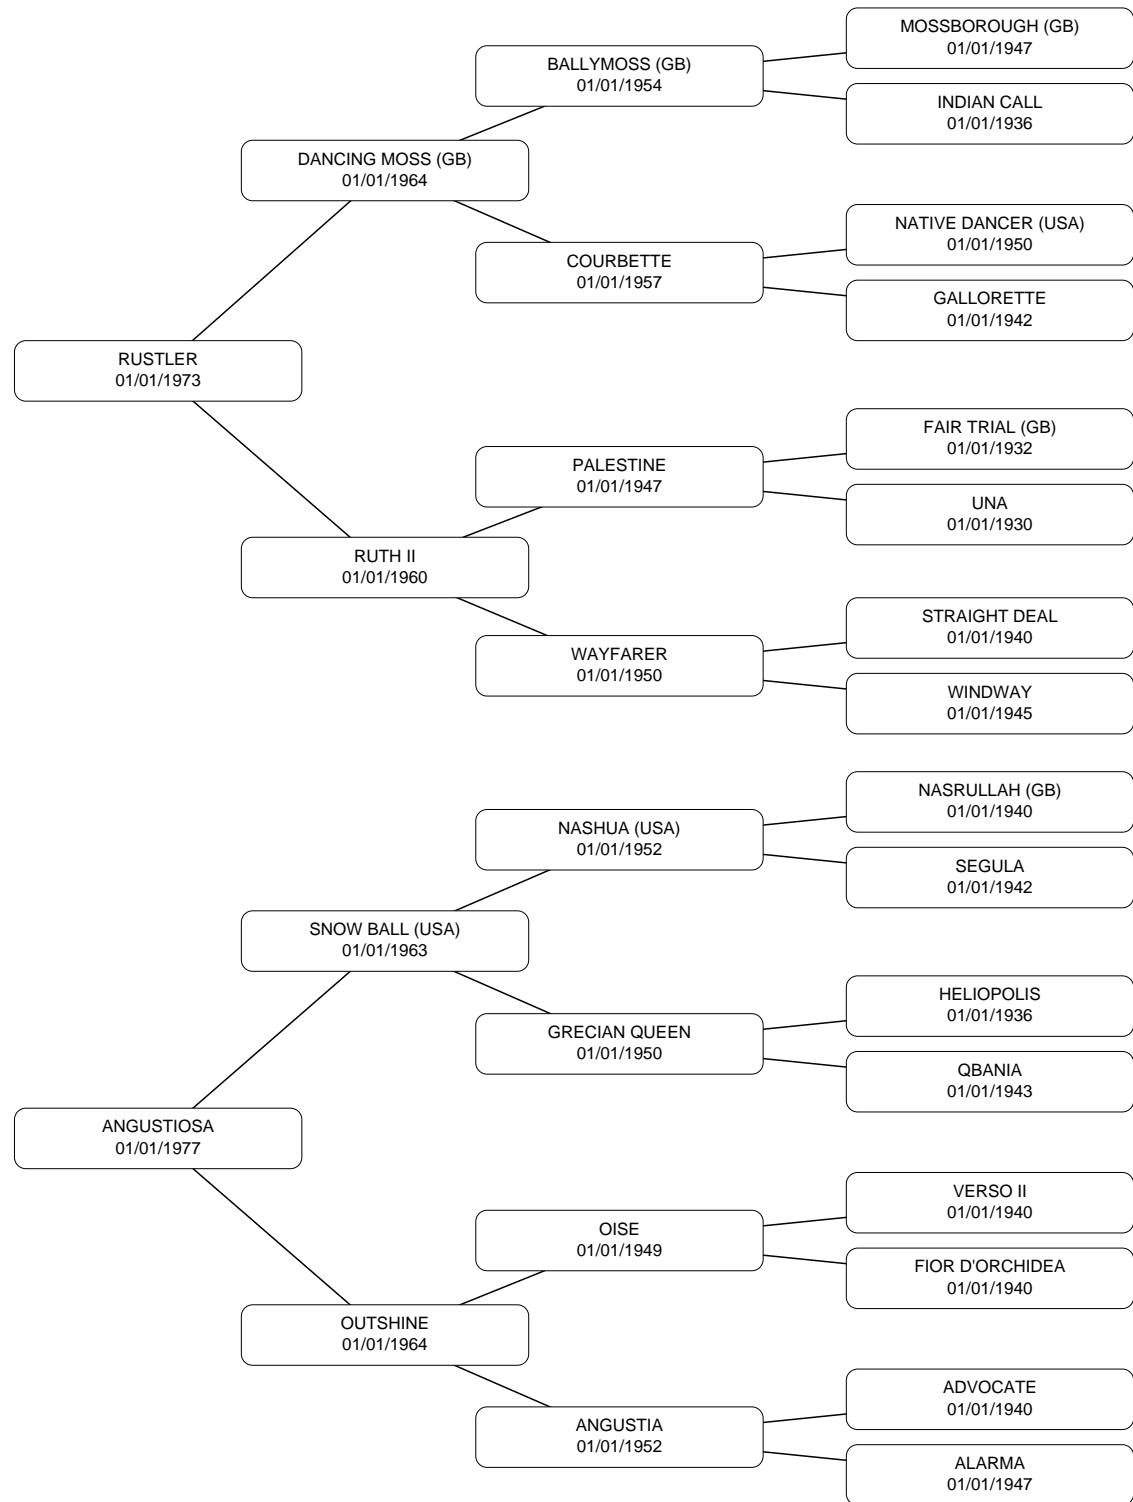 MOSSBOROUGH (GB)
01/01/1947
BALLYMOSS (GB)
01/01/1954
INDIAN CALL
01/01/1936
DANCING MOSS (GB)
01/01/1964
NATIVE DANCER (USA)
01/01/1950
COURBETTE
01/01/1957
GALLORETTE
01/01/1942
RUSTLER
01/01/1973
FAIR TRIAL (GB)
01/01/1932
PALESTINE
01/01/1947
UNA
01/01/1930
RUTH II
01/01/1960
STRAIGHT DEAL
01/01/1940
WAYFARER
01/01/1950
WINDWAY
01/01/1945
NASRULLAH (GB)
01/01/1940
NASHUA (USA)
01/01/1952
SEGULA
01/01/1942
SNOW BALL (USA)
01/01/1963
HELIOPOLIS
01/01/1936
GRECIAN QUEEN
01/01/1950
QBANIA
01/01/1943
ANGUSTIOSA
01/01/1977
VERSO II
01/01/1940
OISE
01/01/1949
FIOR D'ORCHIDEA
01/01/1940
OUTSHINE
01/01/1964
ADVOCATE
01/01/1940
ANGUSTIA
01/01/1952
ALARMA
01/01/1947